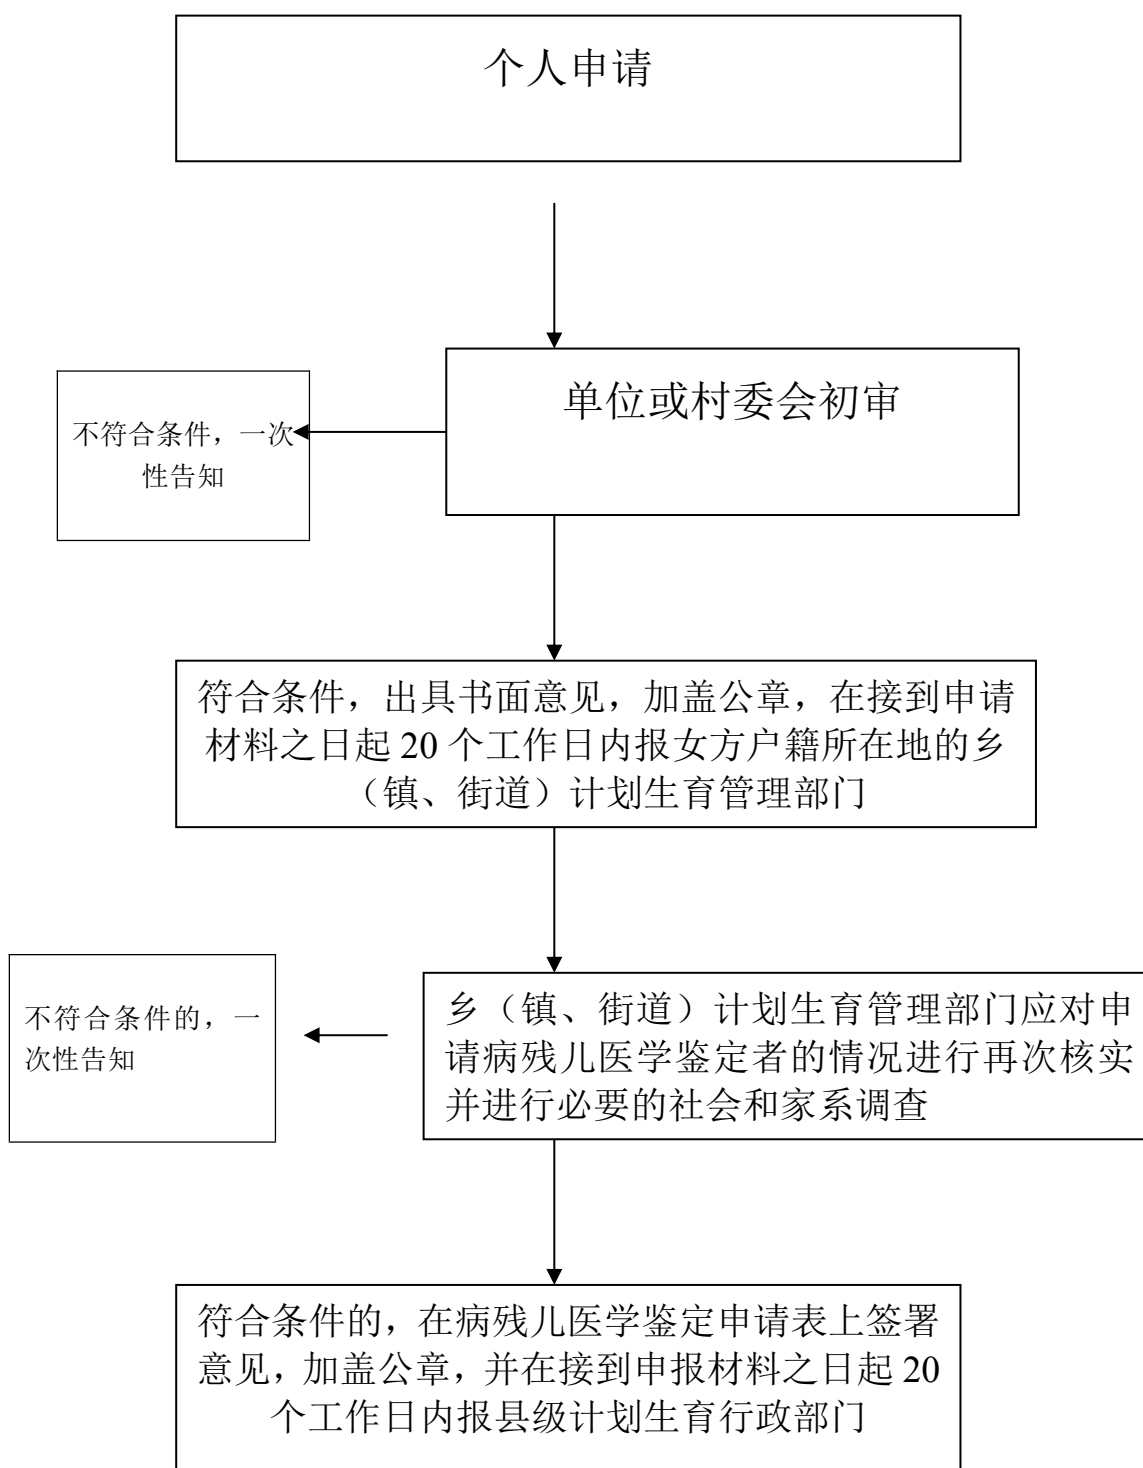 个人申请
单位或村委会初审
不符合条件，一次
性告知
符合条件，出具书面意见，加盖公章，在接到申请
材料之日起 20 个工作日内报女方户籍所在地的乡
（镇、街道）计划生育管理部门
乡（镇、街道）计划生育管理部门应对申
请病残儿医学鉴定者的情况进行再次核实
并进行必要的社会和家系调查
不符合条件的，一
次性告知
符合条件的，在病残儿医学鉴定申请表上签署
意见，加盖公章，并在接到申报材料之日起 20
个工作日内报县级计划生育行政部门